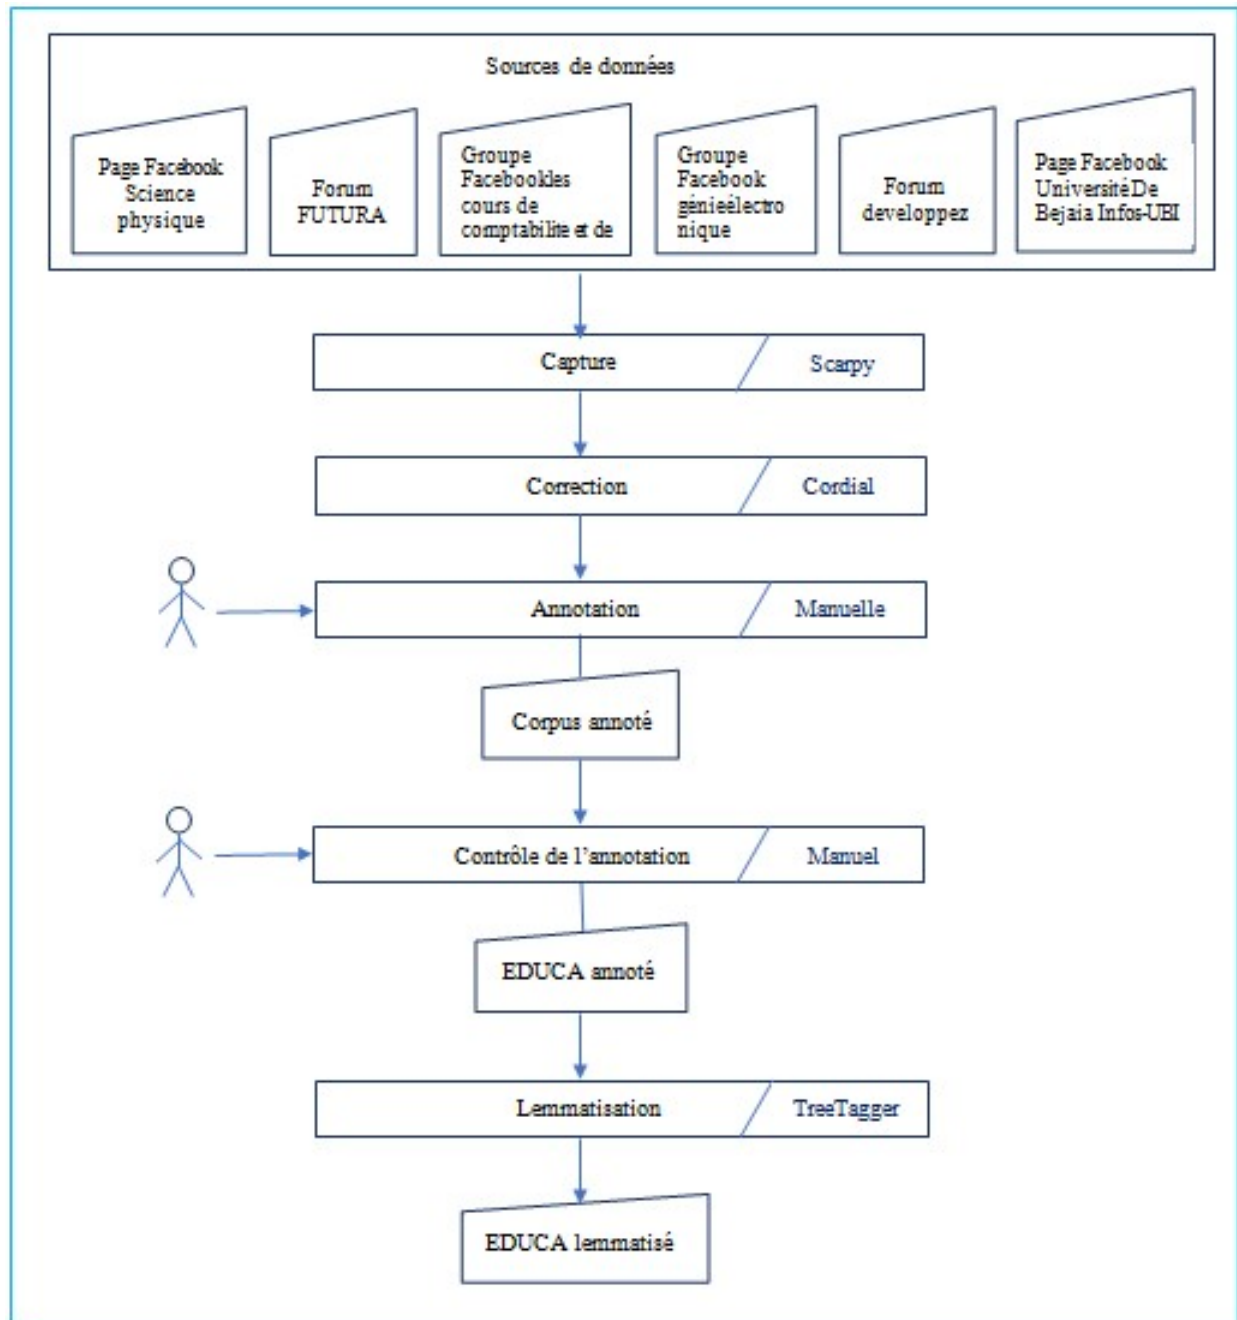 Sources de données
Page Facebook
Science
physique
Forum
FUTURA
Groupe
Facebookles
cours de
comptabilite et de
Groupe
Facebook
génieélectro
nique
Forum
developpez
Page Facebook
Université De
Bejaia Infos-UBI
Capture
Scarpy
Correction
Cordial
Annotation
Manuelle
Corpus annoté
Contrôle de l’annotation
Manuel
EDUCA annoté
Lemmatisation
TreeTagger
EDUCA lemmatisé